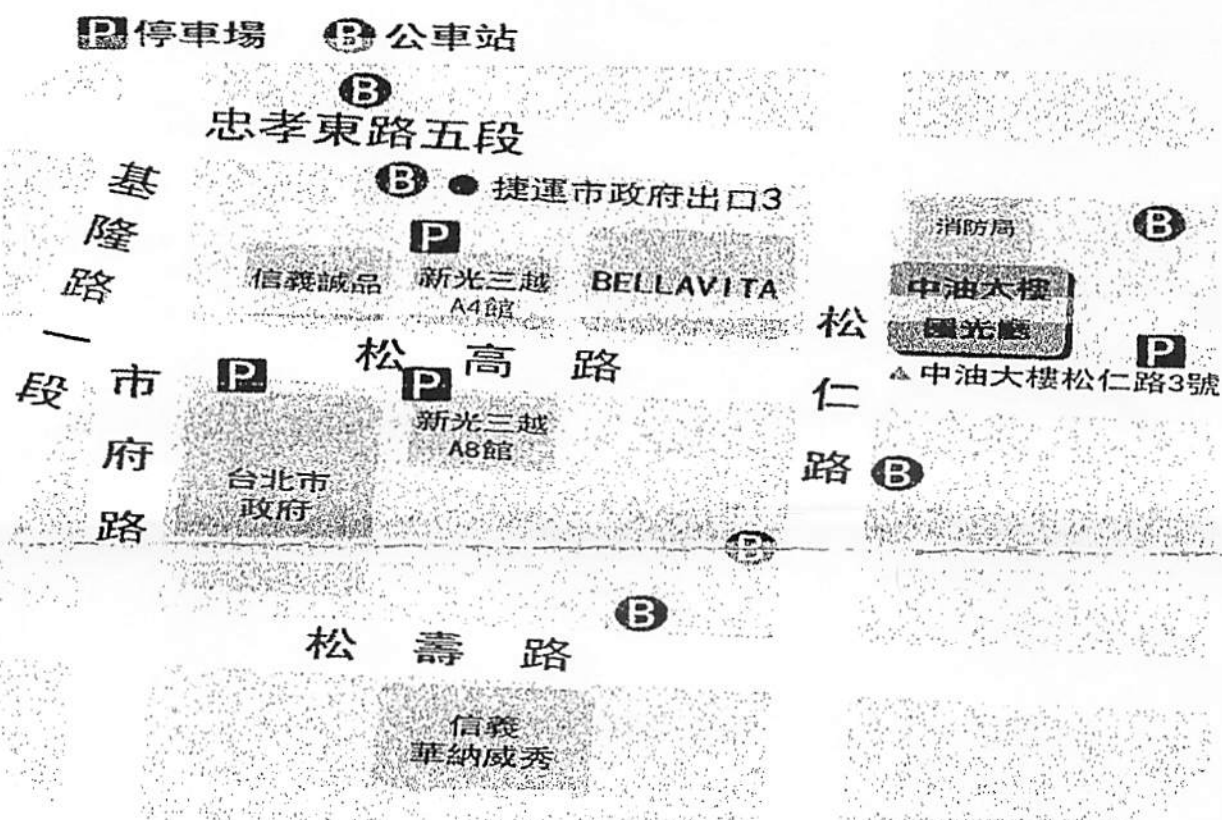 P 停車場 B 公車站
B
忠孝東路五段
基隆路一段
B 捷運市政府出口3
P
信義誠品
新光三越
A4館
BELLAVITA
消防局
B
中油大樓
國光廳
P
中油大樓松仁路3號
松仁路
松高路
P
P
新光三越
A8館
市府路
台北市
政府
B
B
B
松壽路
信義
華納威秀